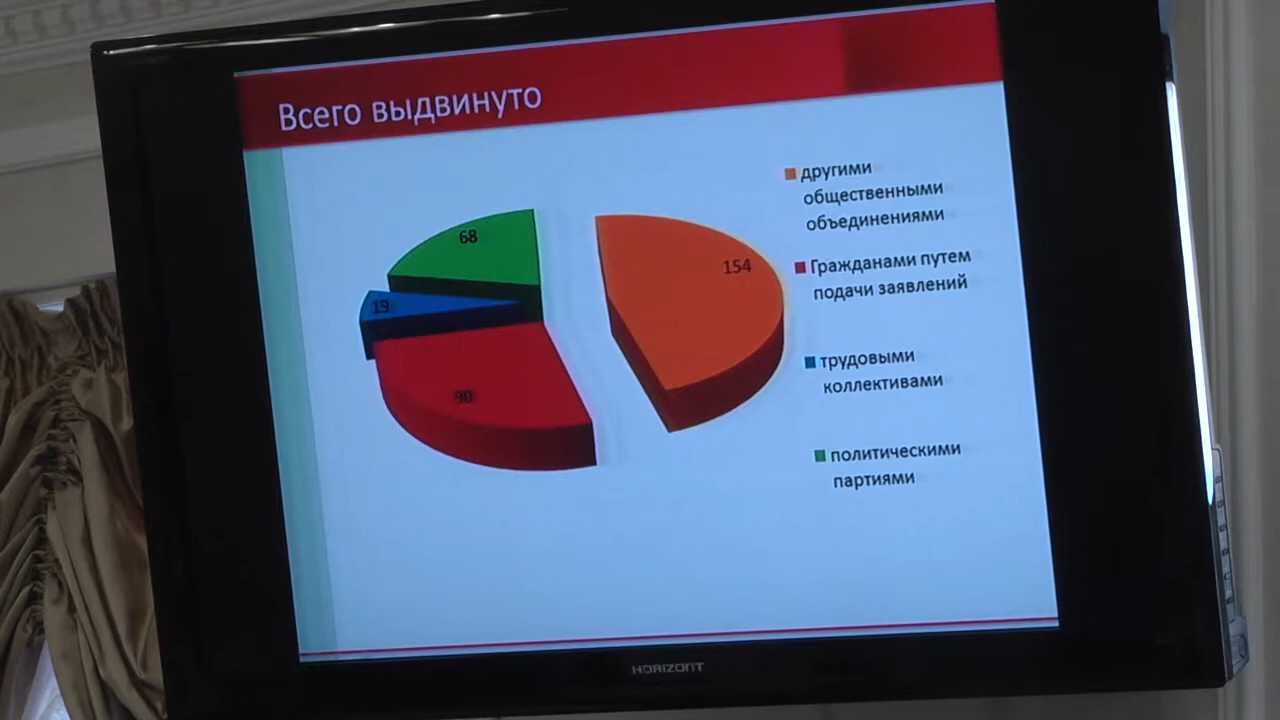 Всего выдвинуто
68
154
19
90
другими
общественными
объединениями
Гражданами путем
подачи заявлений
трудовыми
коллективами
политическими
партиями
HORIZONT